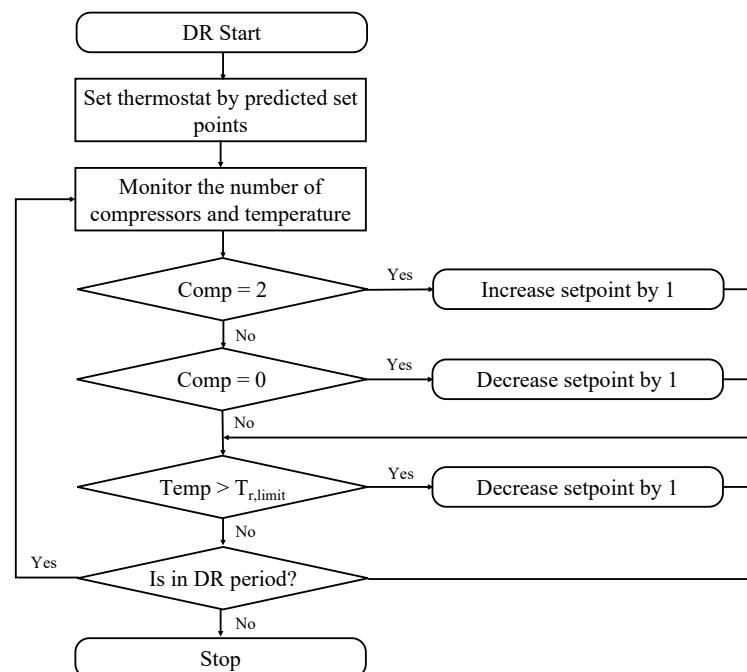 DR Start
Set thermostat by predicted set
points
Monitor the number of
compressors and temperature
Comp = 2
Yes
Increase setpoint by 1
No
Comp = 0
Yes
Decrease setpoint by 1
No
Temp > Tr,limit
Yes
Decrease setpoint by 1
No
Yes
Is in DR period?
No
Stop